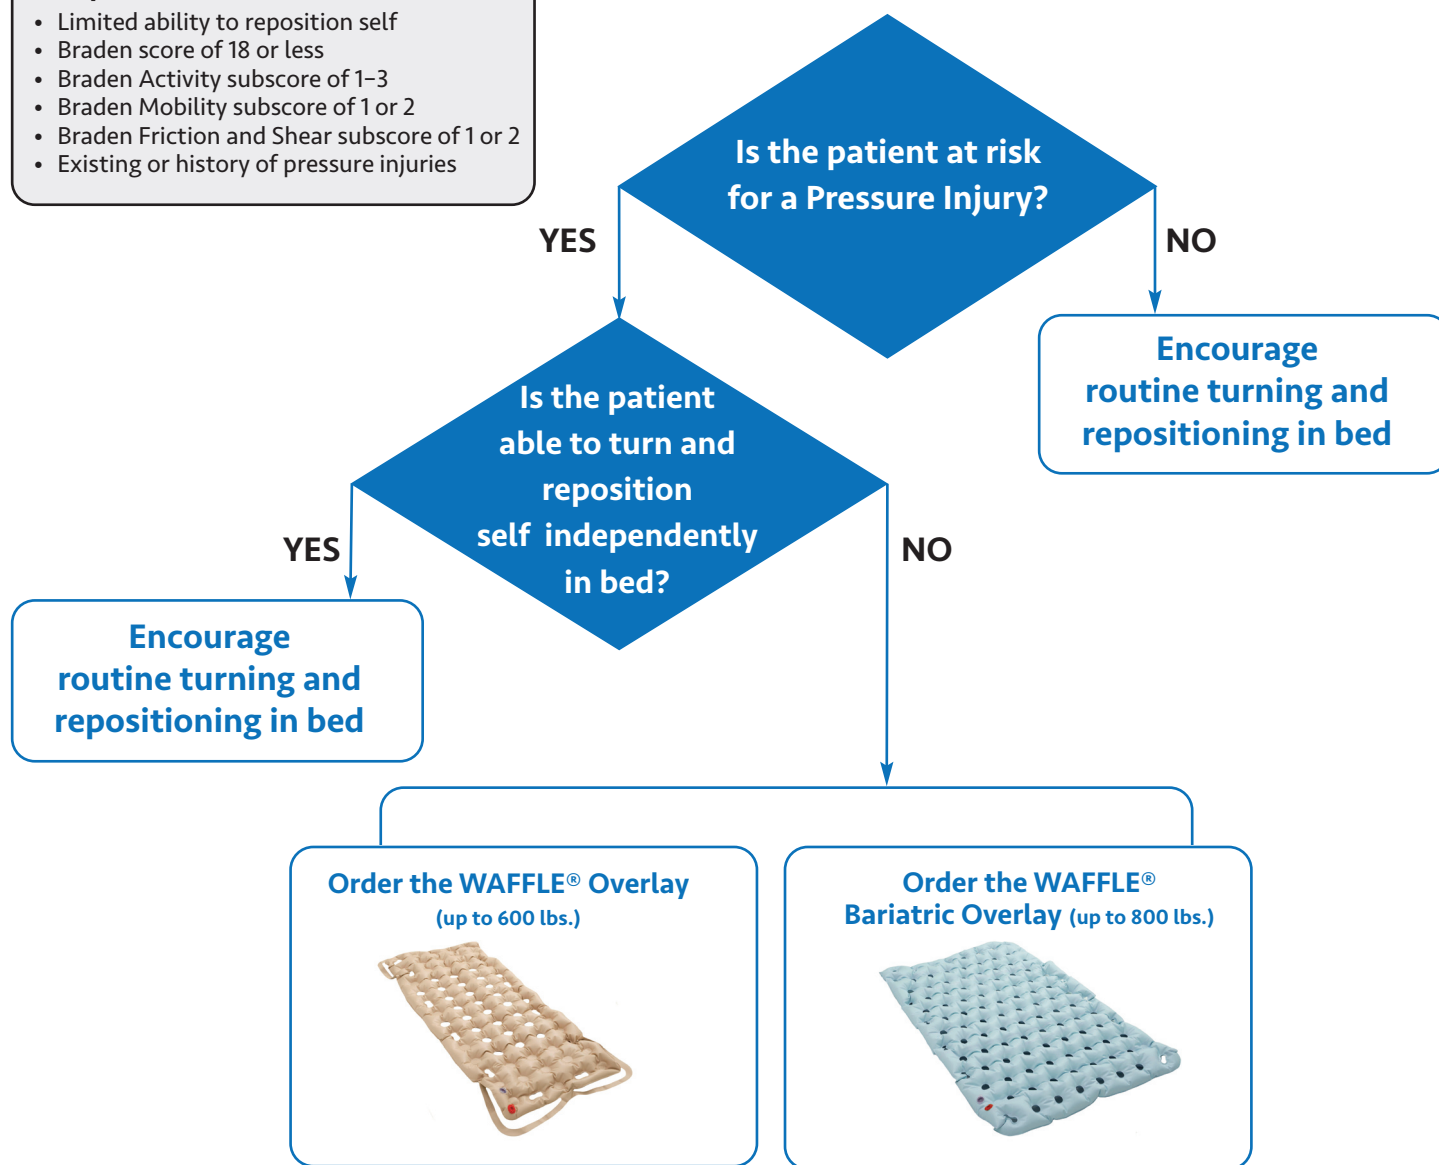 • Limited ability to reposition self
• Braden score of 18 or less
• Braden Activity subscore of 1–3
• Braden Mobility subscore of 1 or 2
• Braden Friction and Shear subscore of 1 or 2
• Existing or history of pressure injuries
Is the patient at risk
for a Pressure Injury?
YES
NO
Encourage
routine turning and
repositioning in bed
Is the patient
able to turn and
reposition
self independently
in bed?
YES
NO
Encourage
routine turning and
repositioning in bed
Order the WAFFLE® Overlay
(up to 600 lbs.)
Order the WAFFLE®
Bariatric Overlay (up to 800 lbs.)